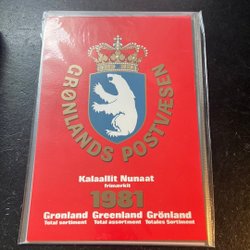 GRØNLANDS POSTVÆSEN
Kalaallit Nunaat
frimærkit
1981
Grønland Greenland Grönland
Total sortiment Total assortment Totales Sortiment